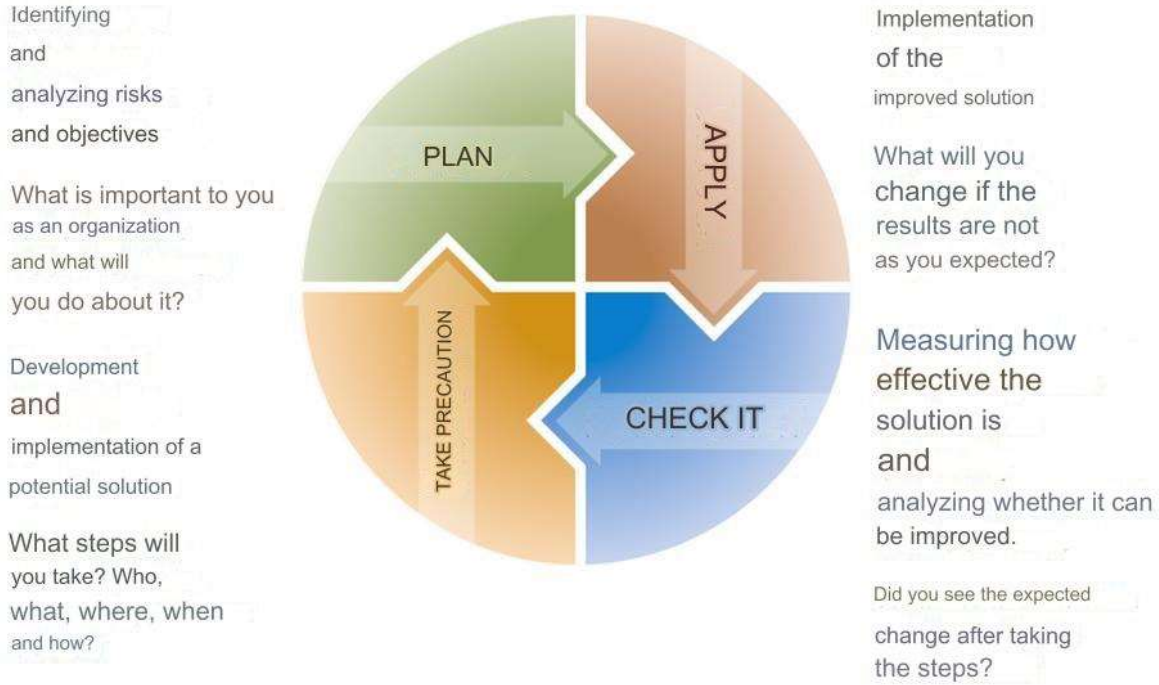 Identifying
and
analyzing risks
and objectives
What is important to you
as an organization
and what will
you do about it?
Development
and
implementation of a
potential solution
What steps will
you take? Who,
what, where, when
and how?
PLAN
APPLY
CHECK IT
TAKE PRECAUTION
Implementation
of the
improved solution
What will you
change if the
results are not
as you expected?
Measuring how
effective the
solution is
and
analyzing whether it can
be improved.
Did you see the expected
change after taking
the steps?